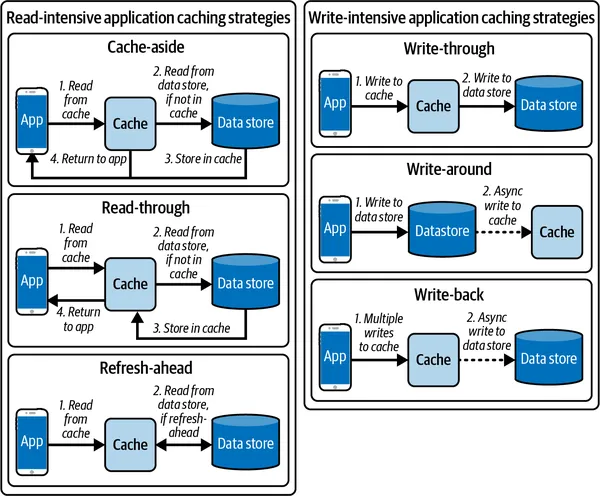 Read-intensive application caching strategies
Cache-aside
1. Read
from
cache
2. Read from
data store,
if not in
cache
App
Cache
Data store
4. Return to app
3. Store in cache
Read-through
1. Read
from
cache
2. Read from
data store,
if not in
cache
App
Cache
Data store
4. Return
to app
3. Store in cache
Refresh-ahead
1. Read
from
cache
2. Read from
data store,
if refresh-
ahead
App
Cache
Data store
Write-intensive application caching strategies
Write-through
1. Write to
cache
2. Write to
data store
App
Cache
Data store
Write-around
1. Write to
data store
2. Async
write to
cache
App
Datastore
Cache
Write-back
1. Multiple
writes
to cache
2. Async
write to
data store
App
Cache
Data store